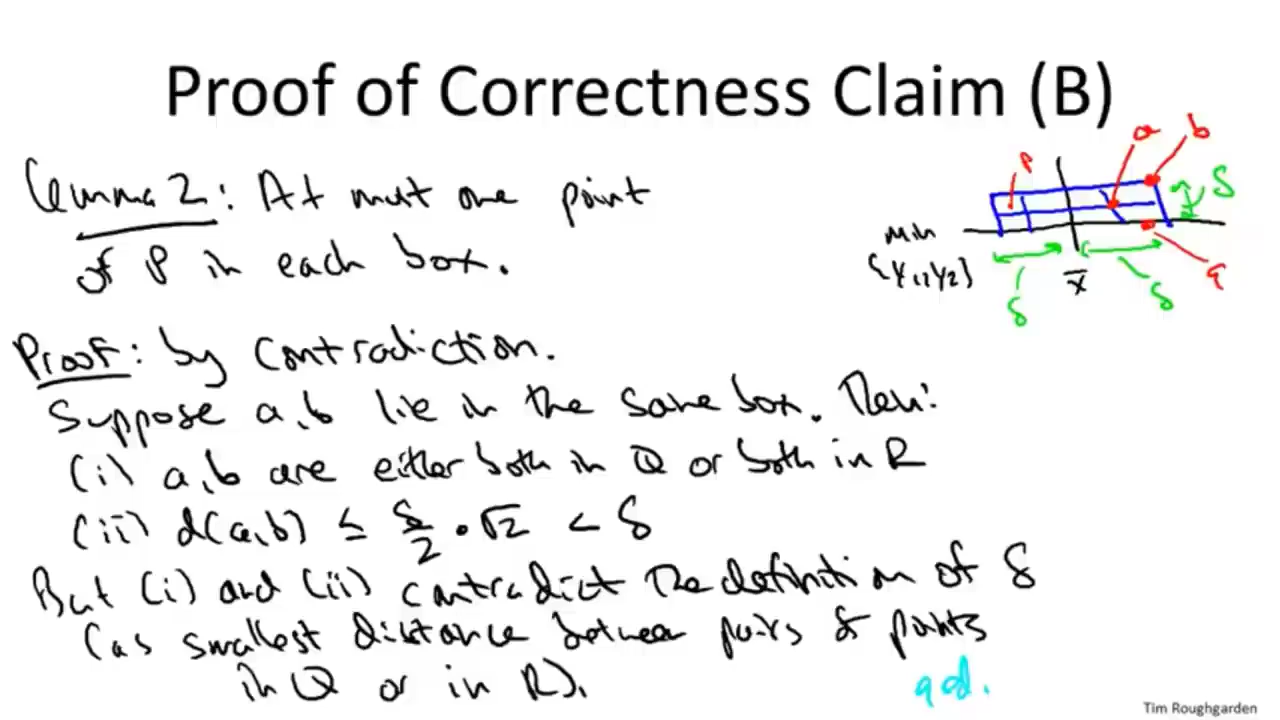 Proof of Correctness Claim (B)
Lemma 2: At most one point
of P in each box.
a b
P
δ
min
{y1,y2}
x̄
q
δ
δ
Proof: by contradiction.
Suppose a,b lie in the same box. Then:
(i) a,b are either both in Q or both in R
(ii) d(a,b) ≤ δ/2 · √2 < δ
But (i) and (ii) contradict the definition of δ
(as smallest distance between pairs of points
in Q or in R).
qed.
Tim Roughgarden